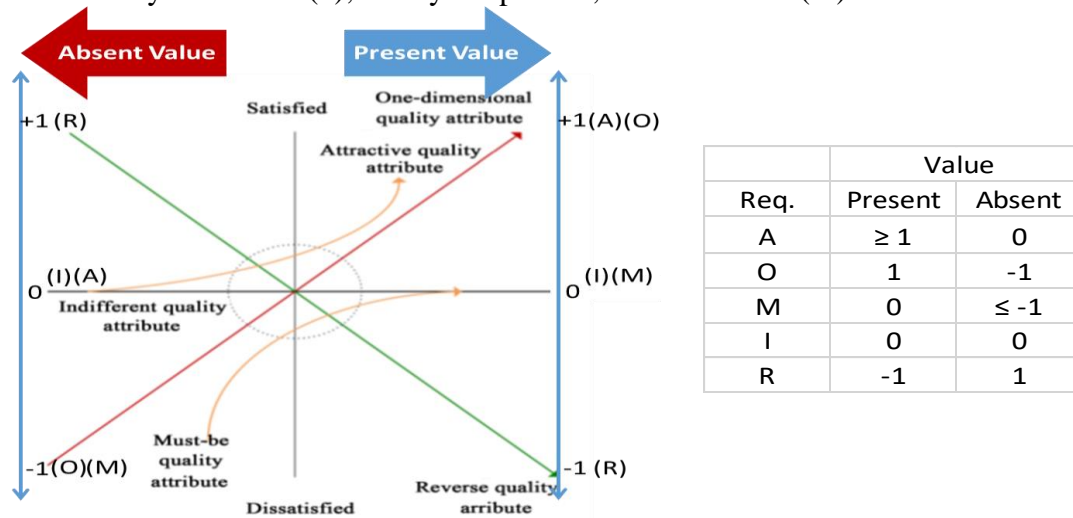 Absent Value
Present Value
+1 (R)
Satisfied
One-dimensional
quality attribute
+1(A)(O)
Attractive quality
attribute
0
(I)(A)
Indifferent quality
attribute
0
(I)(M)
Must-be
quality
attribute
-1(O)(M)
-1 (R)
Reverse quality
arribute
Dissatisfied
Value
Req. Present Absent
A ≥ 1 0
O 1 -1
M 0 ≤ -1
I 0 0
R -1 1